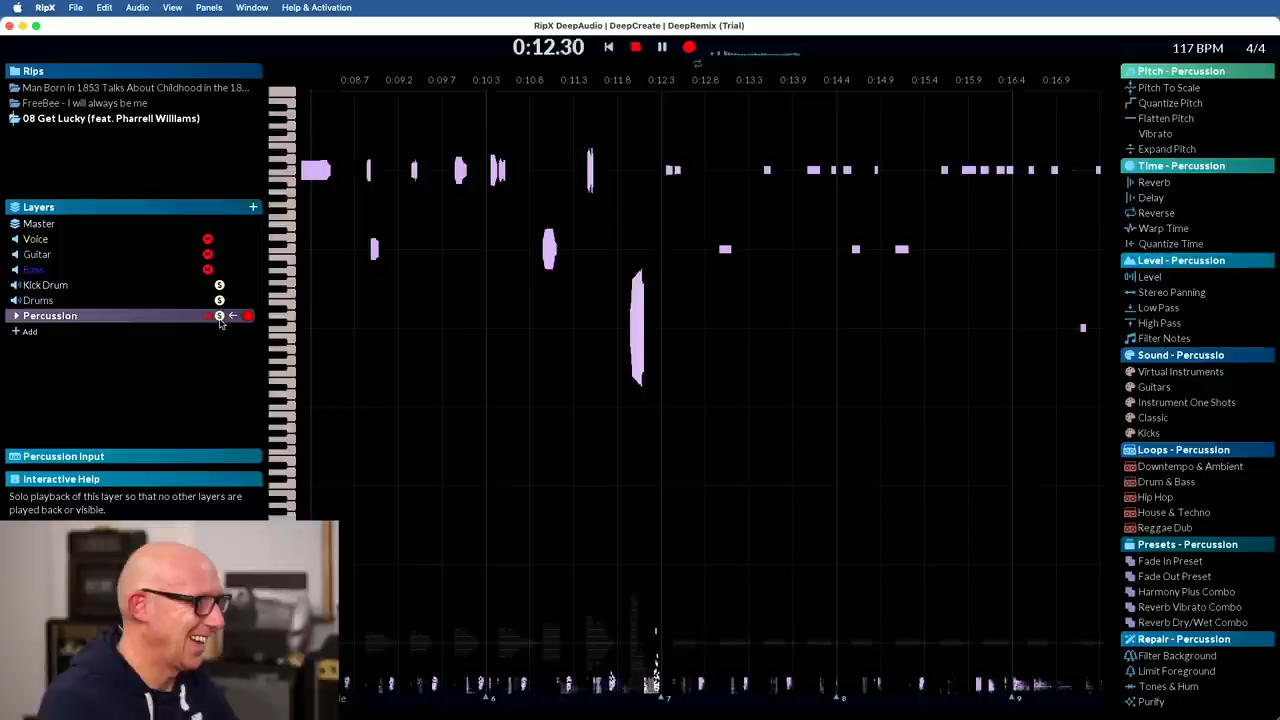 RipX File Edit Audio View Panels Window Help & Activation
RipX DeepAudio | DeepCreate | DeepRemix (Trial)
0:12.30
117 BPM 4/4
0:08.7 0:09.2 0:09.7 0:10.3 0:10.8 0:11.3 0:11.8 0:12.3 0:12.8 0:13.3 0:13.9 0:14.4 0:14.9 0:15.4 0:15.9 0:16.4 0:16.9
Rips
Man Born in 1853 Talks About Childhood in the 18...
FreeBee - I will always be me
08 Get Lucky (feat. Pharrell Williams)
Layers +
Master
Voice M
Guitar M
Bass M
Kick Drum S
Drums S
Percussion S
Add
Percussion Input
Interactive Help
Solo playback of this layer so that no other layers are
played back or visible.
6 7 8 9
Pitch - Percussion
Pitch To Scale
Quantize Pitch
Flatten Pitch
Vibrato
Expand Pitch
Time - Percussion
Reverb
Delay
Reverse
Warp Time
Quantize Time
Level - Percussion
Level
Stereo Panning
Low Pass
High Pass
Filter Notes
Sound - Percussio
Virtual Instruments
Guitars
Instrument One Shots
Classic
Kicks
Loops - Percussion
Downtempo & Ambient
Drum & Bass
Hip Hop
House & Techno
Reggae Dub
Presets - Percussion
Fade In Preset
Fade Out Preset
Harmony Plus Combo
Reverb Vibrato Combo
Reverb Dry/Wet Combo
Repair - Percussion
Filter Background
Limit Foreground
Tones & Hum
Purify